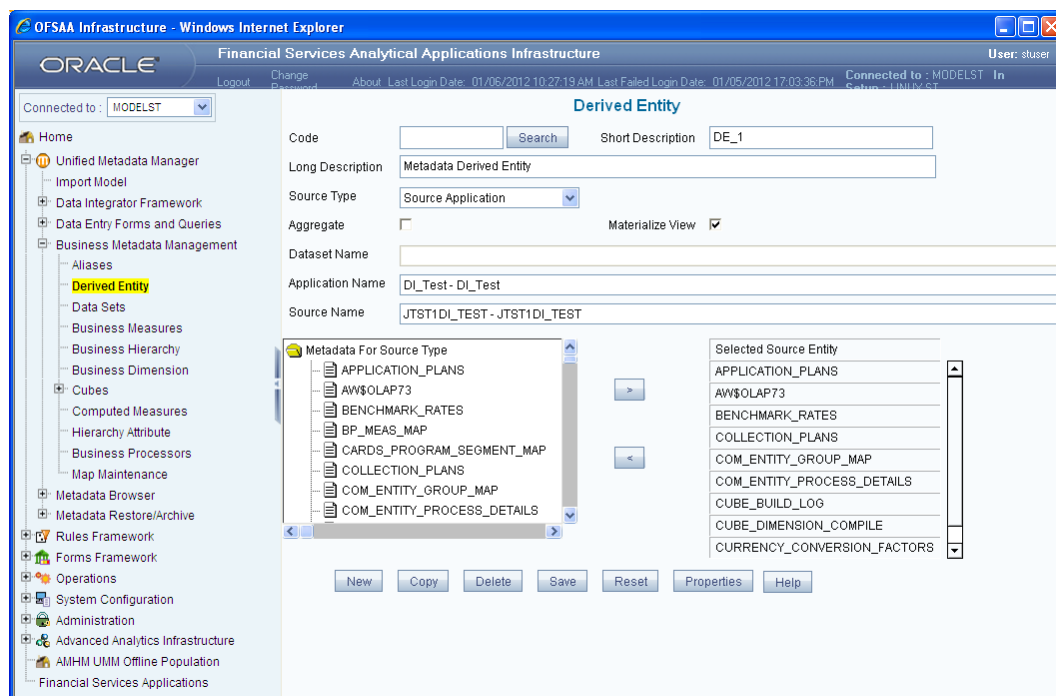 OFSAA Infrastructure - Windows Internet Explorer
ORACLE
Financial Services Analytical Applications Infrastructure
User: stuser
Logout Change Password About Last Login Date: 01/06/2012 10:27:19 AM Last Failed Login Date: 01/05/2012 17:03:36 PM Connected to : MODELST In
Setup : UNIX ST
Connected to : MODELST
Home
Unified Metadata Manager
Import Model
Data Integrator Framework
Data Entry Forms and Queries
Business Metadata Management
Aliases
Derived Entity
Data Sets
Business Measures
Business Hierarchy
Business Dimension
Cubes
Computed Measures
Hierarchy Attribute
Business Processors
Map Maintenance
Metadata Browser
Metadata Restore/Archive
Rules Framework
Forms Framework
Operations
System Configuration
Administration
Advanced Analytics Infrastructure
AMHM UMM Offline Population
Financial Services Applications
Derived Entity
Code Search Short Description DE_1
Long Description Metadata Derived Entity
Source Type Source Application
Aggregate Materialize View
Dataset Name
Application Name DI_Test - DI_Test
Source Name JTST1DI_TEST - JTST1DI_TEST
Metadata For Source Type
APPLICATION_PLANS
AW$OLAP73
BENCHMARK_RATES
BP_MEAS_MAP
CARDS_PROGRAM_SEGMENT_MAP
COLLECTION_PLANS
COM_ENTITY_GROUP_MAP
COM_ENTITY_PROCESS_DETAILS
>
<
Selected Source Entity
APPLICATION_PLANS
AW$OLAP73
BENCHMARK_RATES
COLLECTION_PLANS
COM_ENTITY_GROUP_MAP
COM_ENTITY_PROCESS_DETAILS
CUBE_BUILD_LOG
CUBE_DIMENSION_COMPILE
CURRENCY_CONVERSION_FACTORS
New Copy Delete Save Reset Properties Help